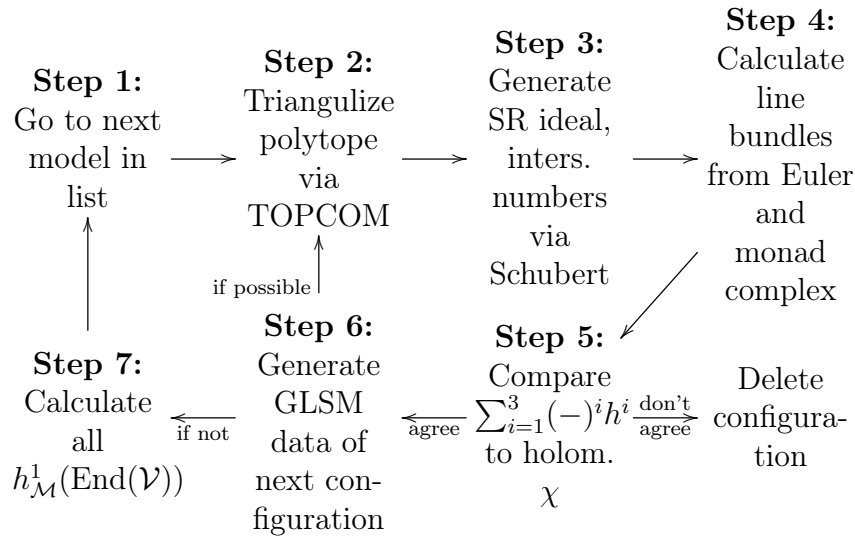 Step 1:
Go to next
model in
list
Step 2:
Triangulize
polytope
via
TOPCOM
Step 3:
Generate
SR ideal,
inters.
numbers
via
Schubert
Step 4:
Calculate
line
bundles
from Euler
and
monad
complex
if possible
Step 7:
Calculate
all
h^1_M(End(V))
if not
Step 6:
Generate
GLSM
data of
next con-
figuration
agree
Step 5:
Compare
∑^3_{i=1}(−)^i h^i
to holom.
χ
don't
agree
Delete
configura-
tion